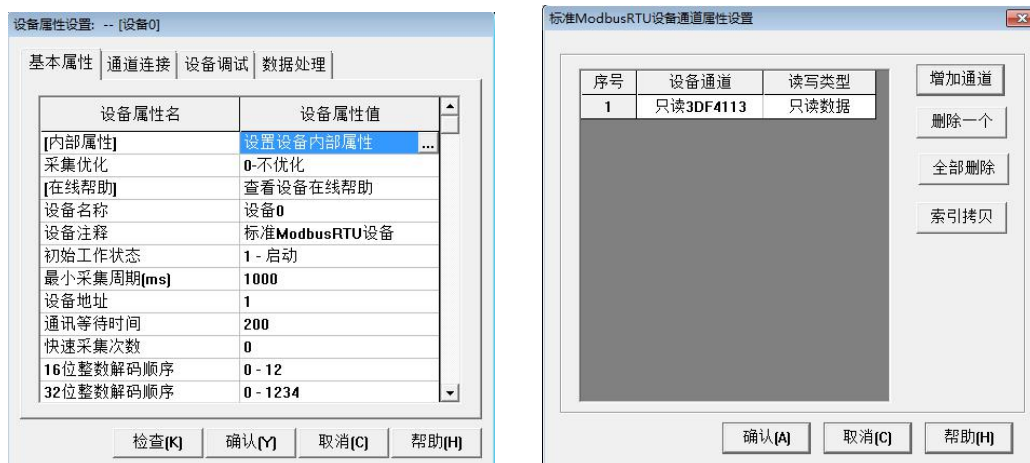 设备属性设置: -- [设备0]
基本属性 通道连接 设备调试 数据处理
设备属性名 设备属性值
[内部属性] 设置设备内部属性 ...
采集优化 0-不优化
[在线帮助] 查看设备在线帮助
设备名称 设备0
设备注释 标准ModbusRTU设备
初始工作状态 1 - 启动
最小采集周期(ms) 1000
设备地址 1
通讯等待时间 200
快速采集次数 0
16位整数解码顺序 0 - 12
32位整数解码顺序 0 - 1234
检查(K) 确认(Y) 取消(C) 帮助(H)
标准ModbusRTU设备通道属性设置
序号 设备通道 读写类型
1 只读3DF4113 只读数据
增加通道
删除一个
全部删除
索引拷贝
确认(A) 取消(C) 帮助(H)